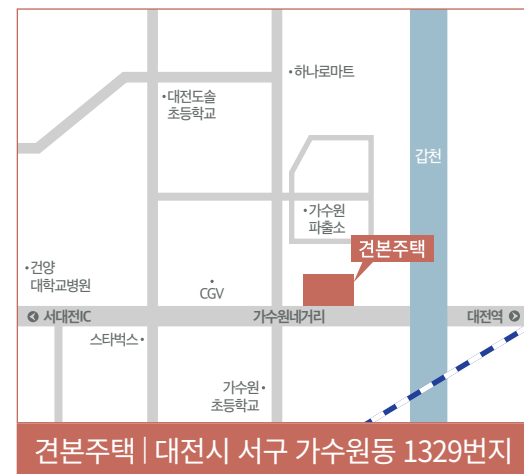 ·하나로마트
·대전도솔
초등학교
갑천
·가수원
파출소
견본주택
·건양
대학교병원
CGV
서대전IC
가수원네거리
대전역
스타벅스·
가수원·
초등학교
견본주택 | 대전시 서구 가수원동 1329번지